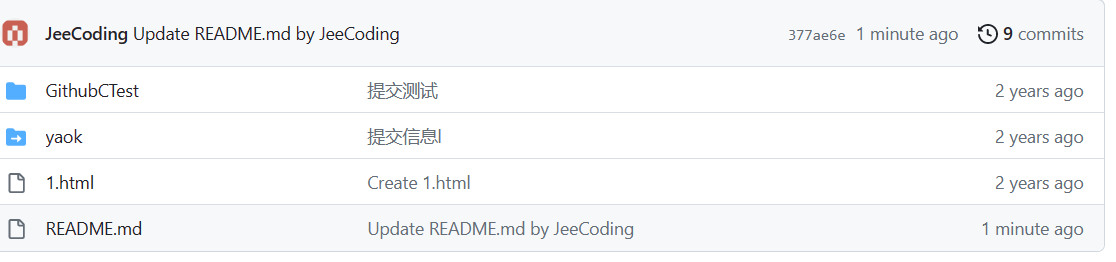 JeeCoding Update README.md by JeeCoding 377ae6e 1 minute ago 9 commits
GithubCTest 提交测试 2 years ago
yaok 提交信息l 2 years ago
1.html Create 1.html 2 years ago
README.md Update README.md by JeeCoding 1 minute ago